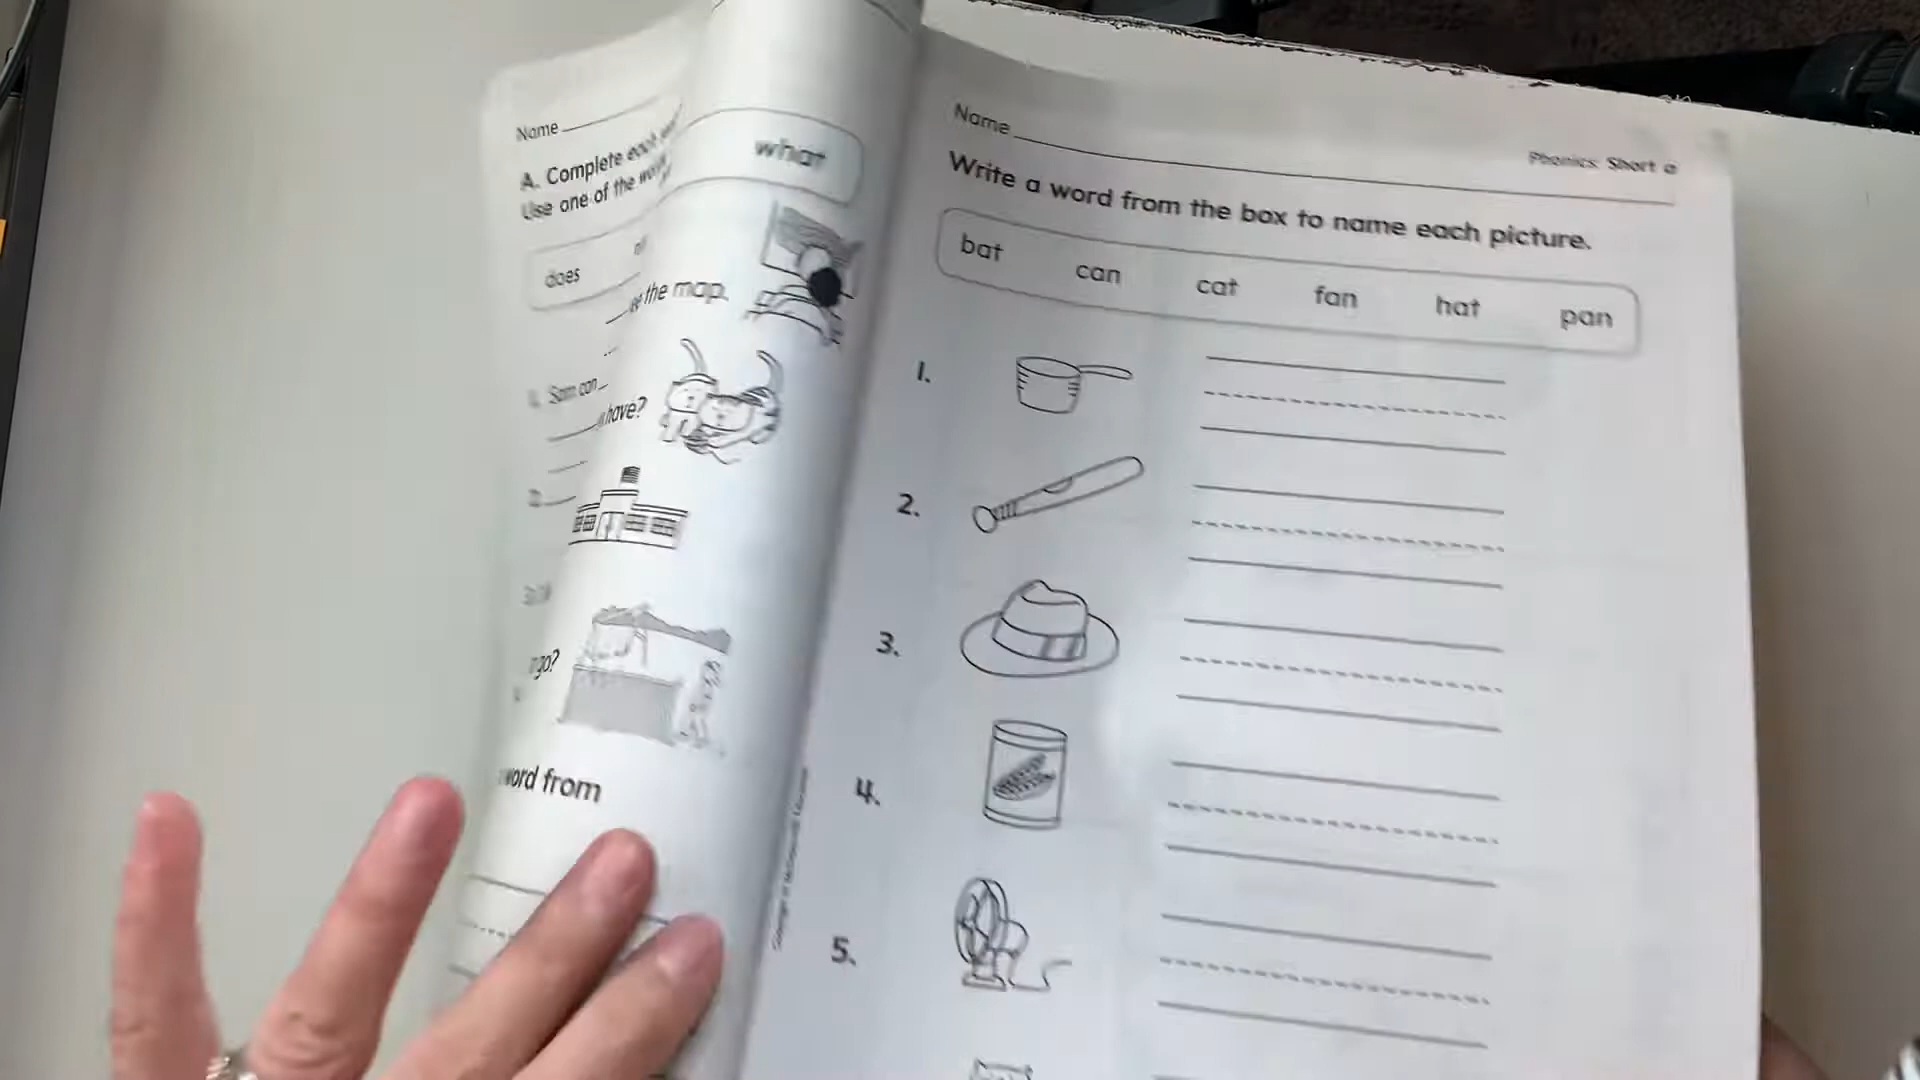 Name
A. Complete each
Use one of the
does
what
the map.
Sam can
have?
go?
word from
Name
Phonics: Short a
Write a word from the box to name each picture.
bat can cat fan hat pan
1.
2.
3.
4.
5.